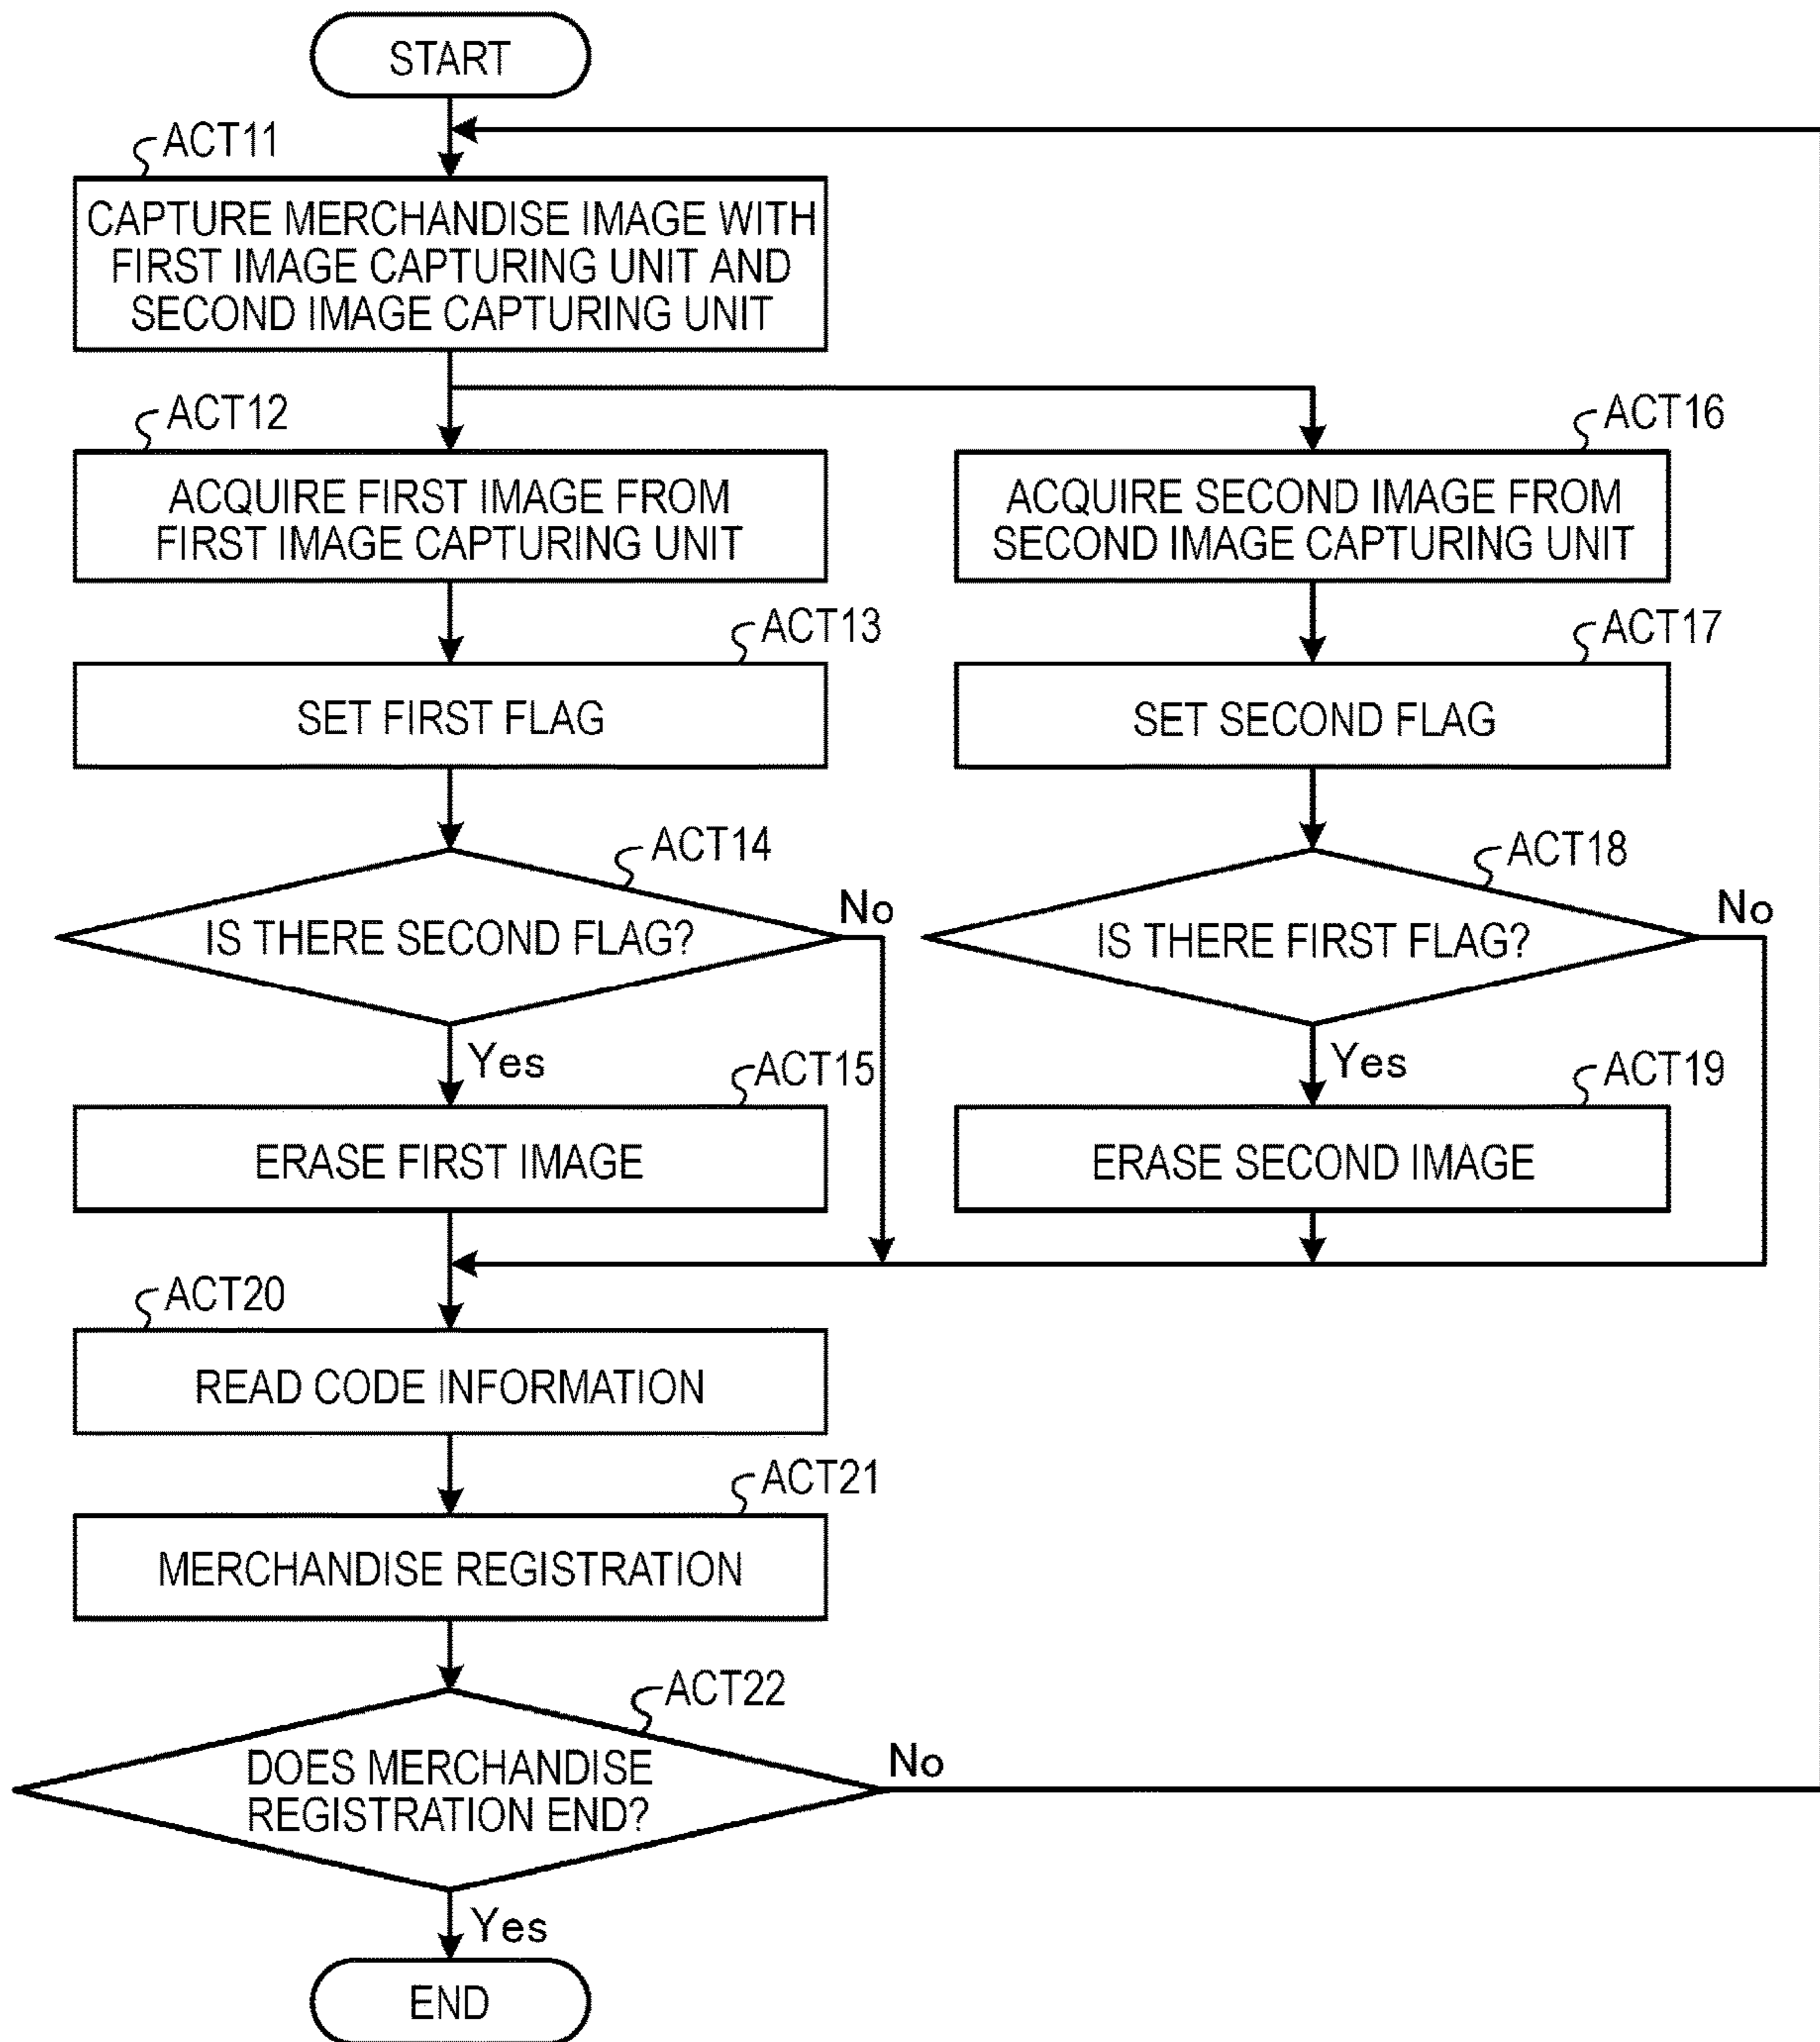 START
ACT11
CAPTURE MERCHANDISE IMAGE WITH
FIRST IMAGE CAPTURING UNIT AND
SECOND IMAGE CAPTURING UNIT
ACT12
ACQUIRE FIRST IMAGE FROM
FIRST IMAGE CAPTURING UNIT
ACT16
ACQUIRE SECOND IMAGE FROM
SECOND IMAGE CAPTURING UNIT
ACT13
SET FIRST FLAG
ACT17
SET SECOND FLAG
ACT14
IS THERE SECOND FLAG?
No
ACT18
IS THERE FIRST FLAG?
No
Yes
ACT15
ERASE FIRST IMAGE
Yes
ACT19
ERASE SECOND IMAGE
ACT20
READ CODE INFORMATION
ACT21
MERCHANDISE REGISTRATION
ACT22
DOES MERCHANDISE
REGISTRATION END?
No
Yes
END